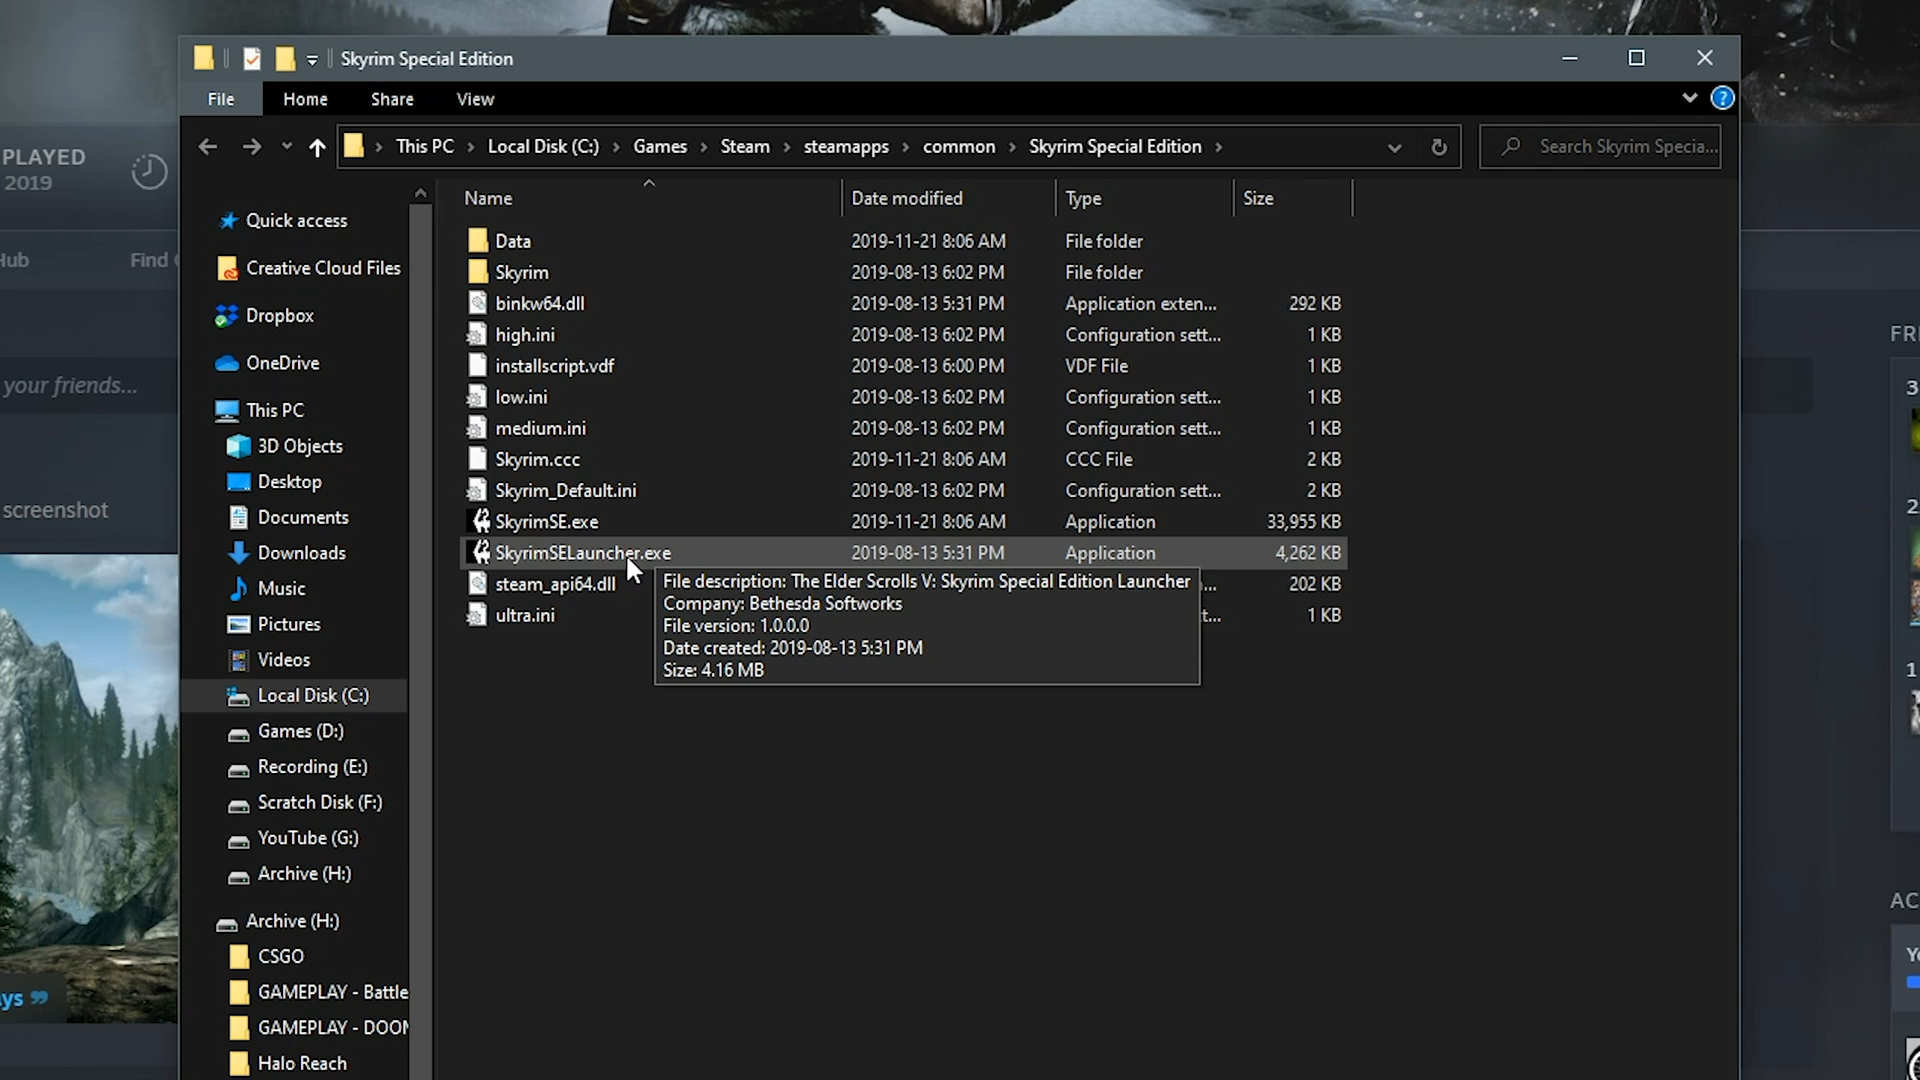 Skyrim Special Edition
File Home Share View
This PC Local Disk (C:) Games Steam steamapps common Skyrim Special Edition
Search Skyrim Specia...
PLAYED
2019
Find
your friends...
screenshot
Quick access
Creative Cloud Files
Dropbox
OneDrive
This PC
3D Objects
Desktop
Documents
Downloads
Music
Pictures
Videos
Local Disk (C:)
Games (D:)
Recording (E:)
Scratch Disk (F:)
YouTube (G:)
Archive (H:)
Archive (H:)
CSGO
GAMEPLAY - Battle
GAMEPLAY - DOOM
Halo Reach
Name Date modified Type Size
Data 2019-11-21 8:06 AM File folder
Skyrim 2019-08-13 6:02 PM File folder
binkw64.dll 2019-08-13 5:31 PM Application exten... 292 KB
high.ini 2019-08-13 6:02 PM Configuration sett... 1 KB
installscript.vdf 2019-08-13 6:00 PM VDF File 1 KB
low.ini 2019-08-13 6:02 PM Configuration sett... 1 KB
medium.ini 2019-08-13 6:02 PM Configuration sett... 1 KB
Skyrim.ccc 2019-11-21 8:06 AM CCC File 2 KB
Skyrim_Default.ini 2019-08-13 6:02 PM Configuration sett... 2 KB
SkyrimSE.exe 2019-11-21 8:06 AM Application 33,955 KB
SkyrimSELauncher.exe 2019-08-13 5:31 PM Application 4,262 KB
steam_api64.dll 202 KB
ultra.ini 1 KB
File description: The Elder Scrolls V: Skyrim Special Edition Launcher
Company: Bethesda Softworks
File version: 1.0.0.0
Date created: 2019-08-13 5:31 PM
Size: 4.16 MB